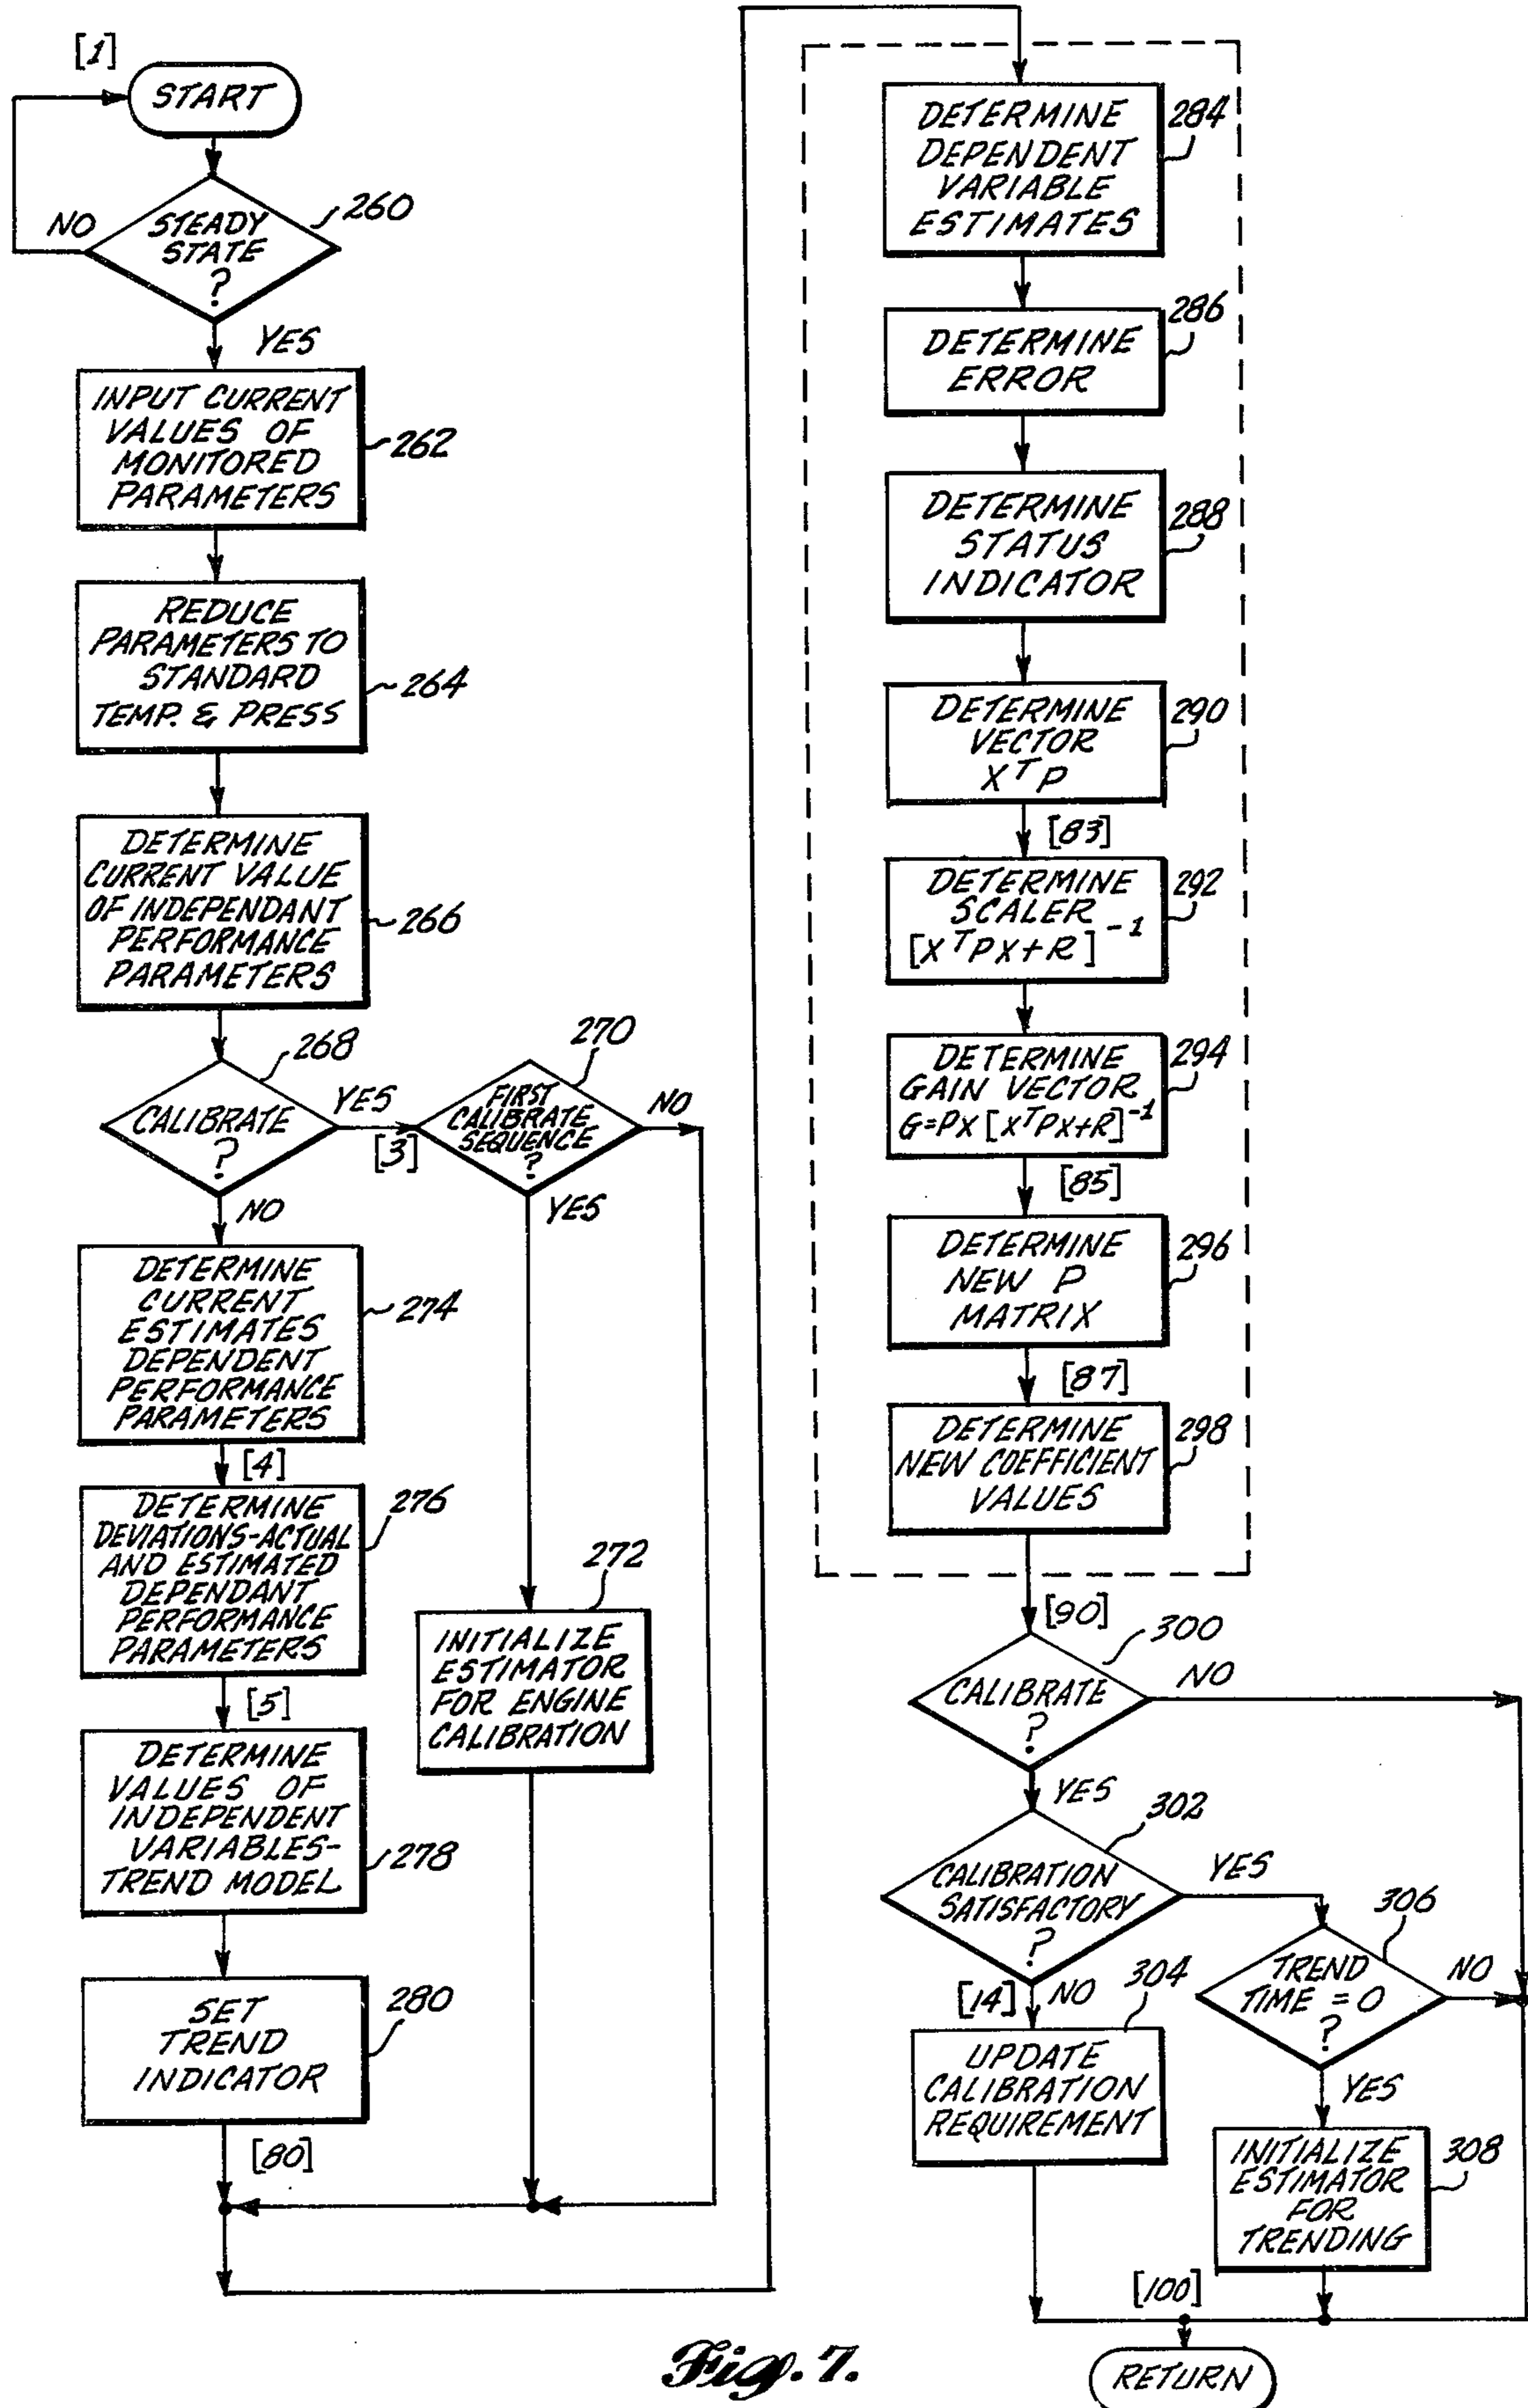 [1]
START
STEADY
STATE
?
260
NO
YES
INPUT CURRENT
VALUES OF
MONITORED
PARAMETERS
262
REDUCE
PARAMETERS TO
STANDARD
TEMP. & PRESS
264
DETERMINE
CURRENT VALUE
OF INDEPENDANT
PERFORMANCE
PARAMETERS
266
CALIBRATE
?
268
YES
[3]
NO
FIRST
CALIBRATE
SEQUENCE
?
270
NO
YES
INITIALIZE
ESTIMATOR
FOR ENGINE
CALIBRATION
272
DETERMINE
CURRENT
ESTIMATES
DEPENDENT
PERFORMANCE
PARAMETERS
274
[4]
DETERMINE
DEVIATIONS-ACTUAL
AND ESTIMATED
DEPENDANT
PERFORMANCE
PARAMETERS
276
[5]
DETERMINE
VALUES OF
INDEPENDENT
VARIABLES-
TREND MODEL
278
SET
TREND
INDICATOR
280
[80]
DETERMINE
DEPENDENT
VARIABLE
ESTIMATES
284
DETERMINE
ERROR
286
DETERMINE
STATUS
INDICATOR
288
DETERMINE
VECTOR
X^T P
290
[83]
DETERMINE
SCALER
[X^T PX+R]^-1
292
DETERMINE
GAIN VECTOR
G=PX [X^T PX+R]^-1
294
[85]
DETERMINE
NEW P
MATRIX
296
[87]
DETERMINE
NEW COEFFICIENT
VALUES
298
[90]
CALIBRATE
?
300
NO
YES
CALIBRATION
SATISFACTORY
?
302
YES
[14]
NO
UPDATE
CALIBRATION
REQUIREMENT
304
TREND
TIME = 0
?
306
NO
YES
INITIALIZE
ESTIMATOR
FOR
TRENDING
308
[100]
RETURN
Fig. 7.